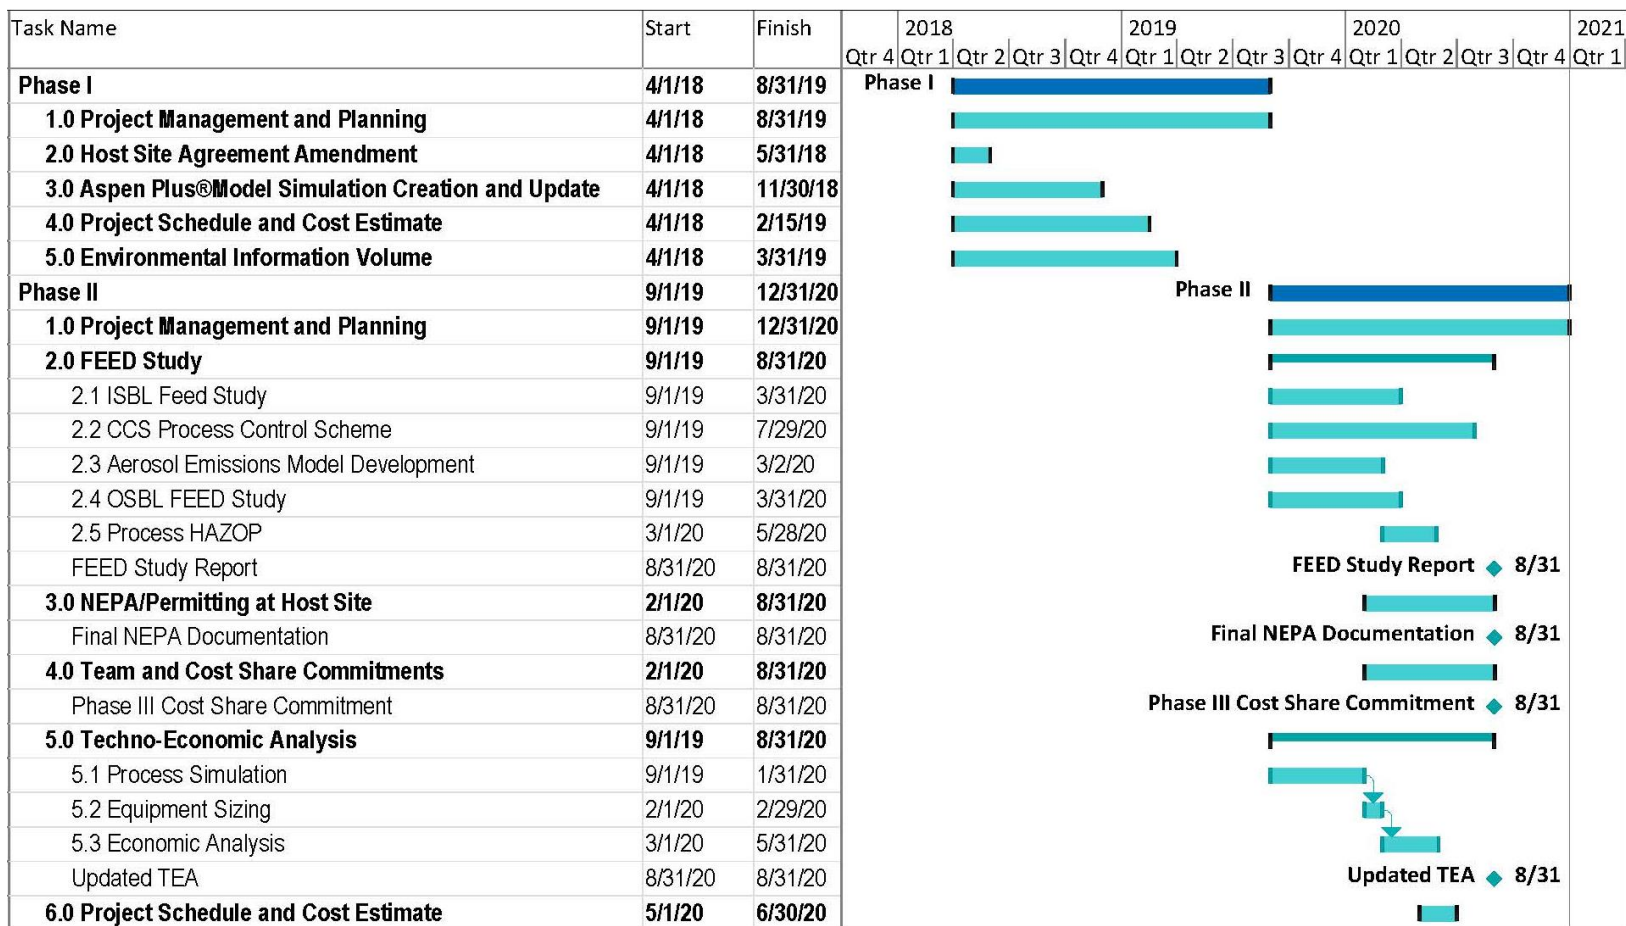 Task Name Start Finish 2018 2019 2020 2021
Qtr 4 Qtr 1 Qtr 2 Qtr 3 Qtr 4 Qtr 1 Qtr 2 Qtr 3 Qtr 4 Qtr 1 Qtr 2 Qtr 3 Qtr 4 Qtr 1
Phase I 4/1/18 8/31/19 Phase I
1.0 Project Management and Planning 4/1/18 8/31/19
2.0 Host Site Agreement Amendment 4/1/18 5/31/18
3.0 Aspen Plus®Model Simulation Creation and Update 4/1/18 11/30/18
4.0 Project Schedule and Cost Estimate 4/1/18 2/15/19
5.0 Environmental Information Volume 4/1/18 3/31/19
Phase II 9/1/19 12/31/20 Phase II
1.0 Project Management and Planning 9/1/19 12/31/20
2.0 FEED Study 9/1/19 8/31/20
2.1 ISBL Feed Study 9/1/19 3/31/20
2.2 CCS Process Control Scheme 9/1/19 7/29/20
2.3 Aerosol Emissions Model Development 9/1/19 3/2/20
2.4 OSBL FEED Study 9/1/19 3/31/20
2.5 Process HAZOP 3/1/20 5/28/20
FEED Study Report 8/31/20 8/31/20 FEED Study Report 8/31
3.0 NEPA/Permitting at Host Site 2/1/20 8/31/20
Final NEPA Documentation 8/31/20 8/31/20 Final NEPA Documentation 8/31
4.0 Team and Cost Share Commitments 2/1/20 8/31/20
Phase III Cost Share Commitment 8/31/20 8/31/20 Phase III Cost Share Commitment 8/31
5.0 Techno-Economic Analysis 9/1/19 8/31/20
5.1 Process Simulation 9/1/19 1/31/20
5.2 Equipment Sizing 2/1/20 2/29/20
5.3 Economic Analysis 3/1/20 5/31/20
Updated TEA 8/31/20 8/31/20 Updated TEA 8/31
6.0 Project Schedule and Cost Estimate 5/1/20 6/30/20